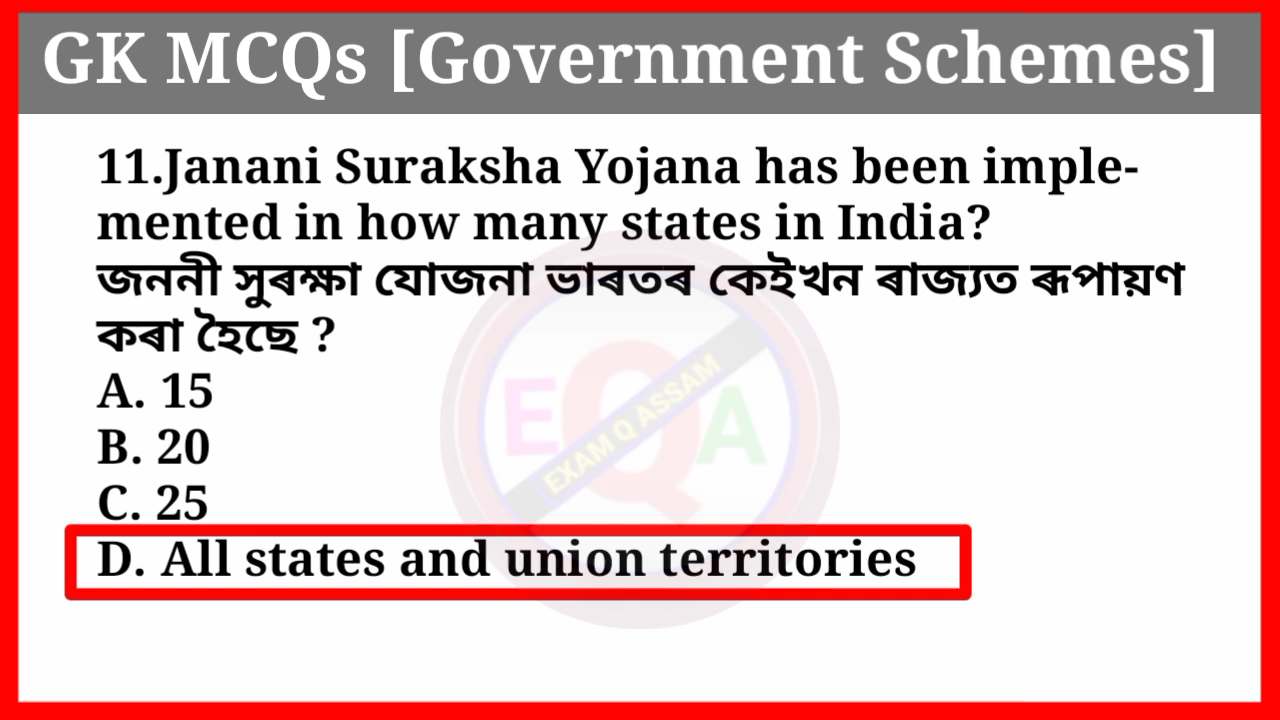 GK MCQs [Government Schemes]
11.Janani Suraksha Yojana has been imple-
mented in how many states in India?
জননী সুৰক্ষা যোজনা ভাৰতৰ কেইখন ৰাজ্যত ৰূপায়ণ
কৰা হৈছে ?
A. 15
B. 20
C. 25
D. All states and union territories
EQA
EXAM Q ASSAM